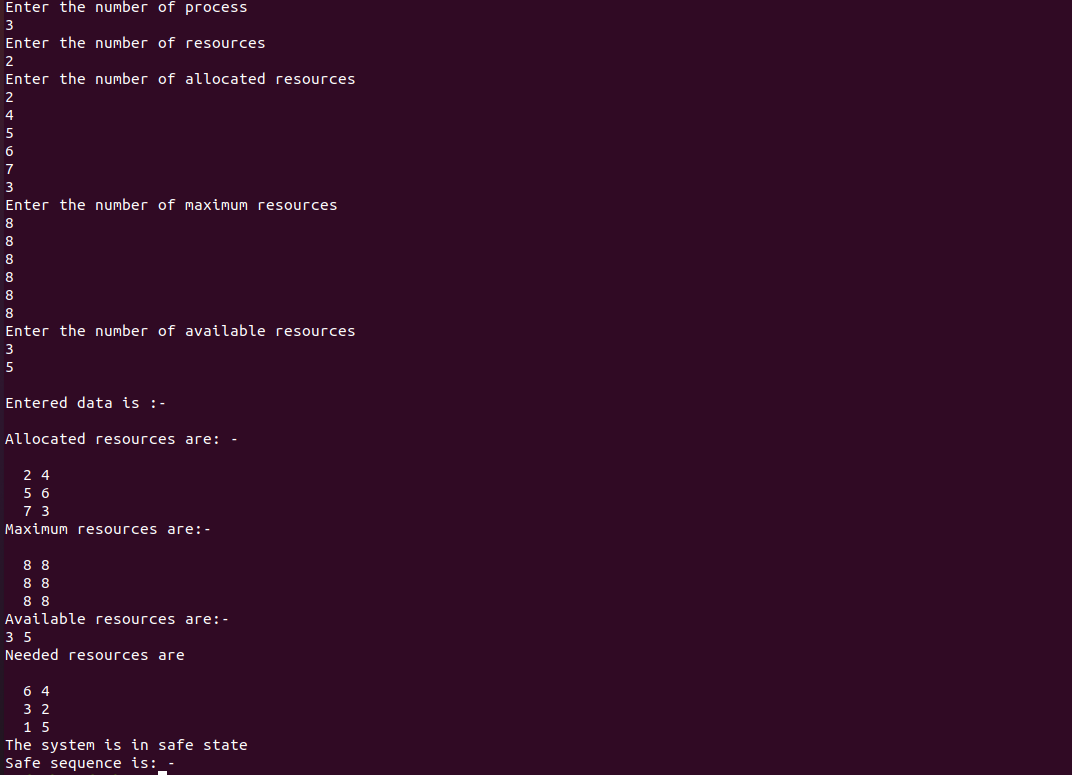 Enter the number of process
3
Enter the number of resources
2
Enter the number of allocated resources
2
4
5
6
7
3
Enter the number of maximum resources
8
8
8
8
8
8
Enter the number of available resources
3
5
Entered data is :-
Allocated resources are: -
2 4
5 6
7 3
Maximum resources are:-
8 8
8 8
8 8
Available resources are:-
3 5
Needed resources are
6 4
3 2
1 5
The system is in safe state
Safe sequence is: -